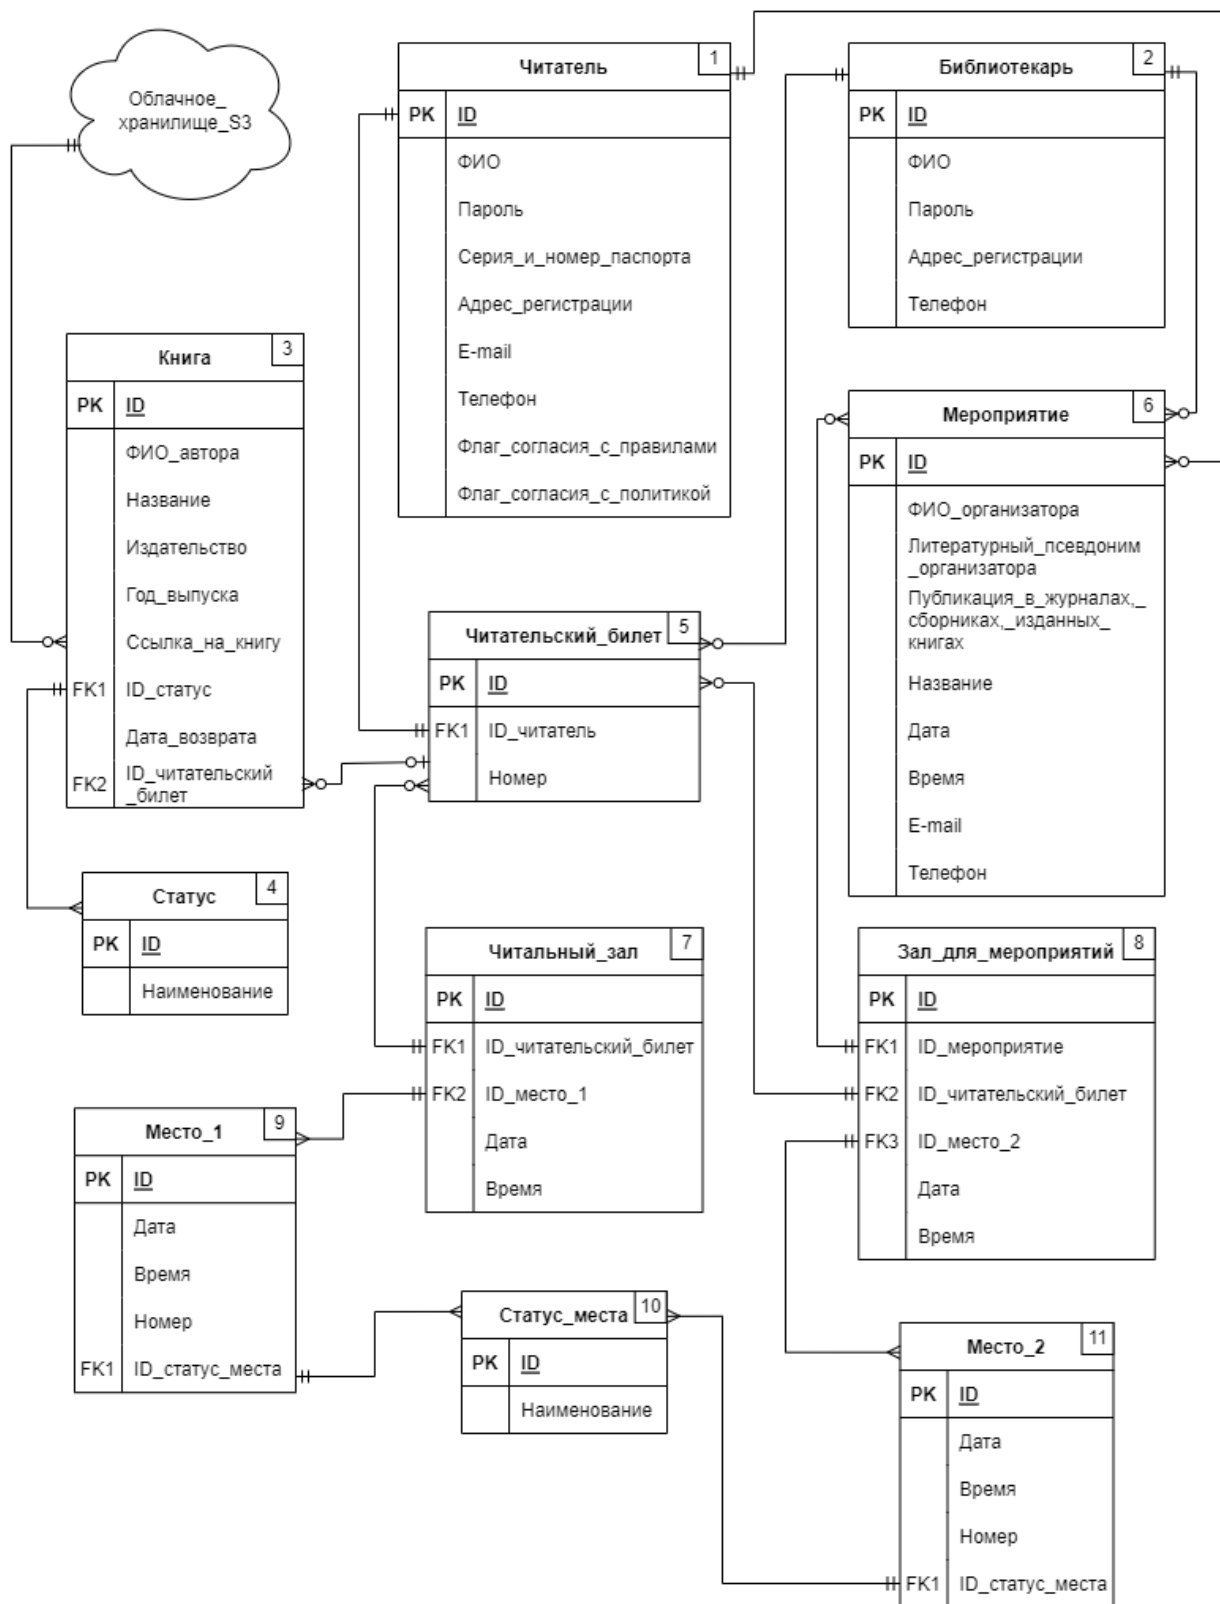 Облачное_
хранилище_S3
Читатель
1
PK ID
ФИО
Пароль
Серия_и_номер_паспорта
Адрес_регистрации
E-mail
Телефон
Флаг_согласия_с_правилами
Флаг_согласия_с_политикой
Библиотекарь
2
PK ID
ФИО
Пароль
Адрес_регистрации
Телефон
Книга
3
PK ID
ФИО_автора
Название
Издательство
Год_выпуска
Ссылка_на_книгу
FK1 ID_статус
Дата_возврата
FK2 ID_читательский
_билет
Статус
4
PK ID
Наименование
Читательский_билет
5
PK ID
FK1 ID_читатель
Номер
Мероприятие
6
PK ID
ФИО_организатора
Литературный_псевдоним
_организатора
Публикация_в_журналах,_
сборниках,_изданных_
книгах
Название
Дата
Время
E-mail
Телефон
Читальный_зал
7
PK ID
FK1 ID_читательский_билет
FK2 ID_место_1
Дата
Время
Зал_для_мероприятий
8
PK ID
FK1 ID_мероприятие
FK2 ID_читательский_билет
FK3 ID_место_2
Дата
Время
Место_1
9
PK ID
Дата
Время
Номер
FK1 ID_статус_места
Статус_места
10
PK ID
Наименование
Место_2
11
PK ID
Дата
Время
Номер
FK1 ID_статус_места